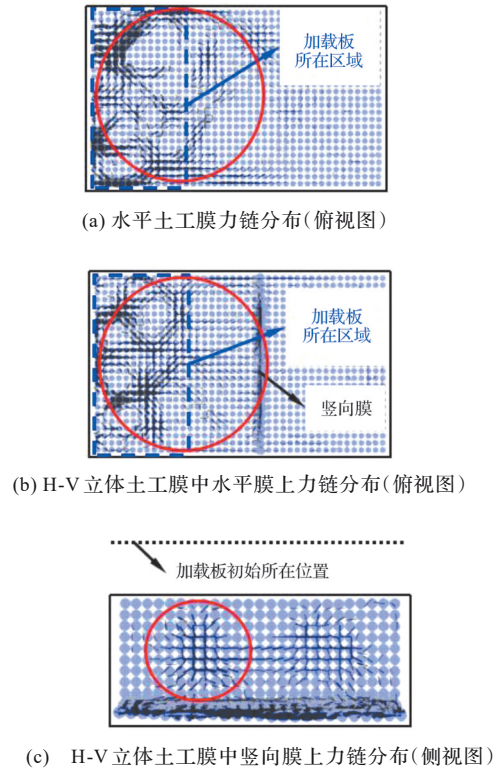 加载板
所在区域
(a) 水平土工膜力链分布(俯视图)
加载板
所在区域
竖向膜
(b) H-V立体土工膜中水平膜上力链分布(俯视图)
加载板初始所在位置
(c) H-V立体土工膜中竖向膜上力链分布(侧视图)